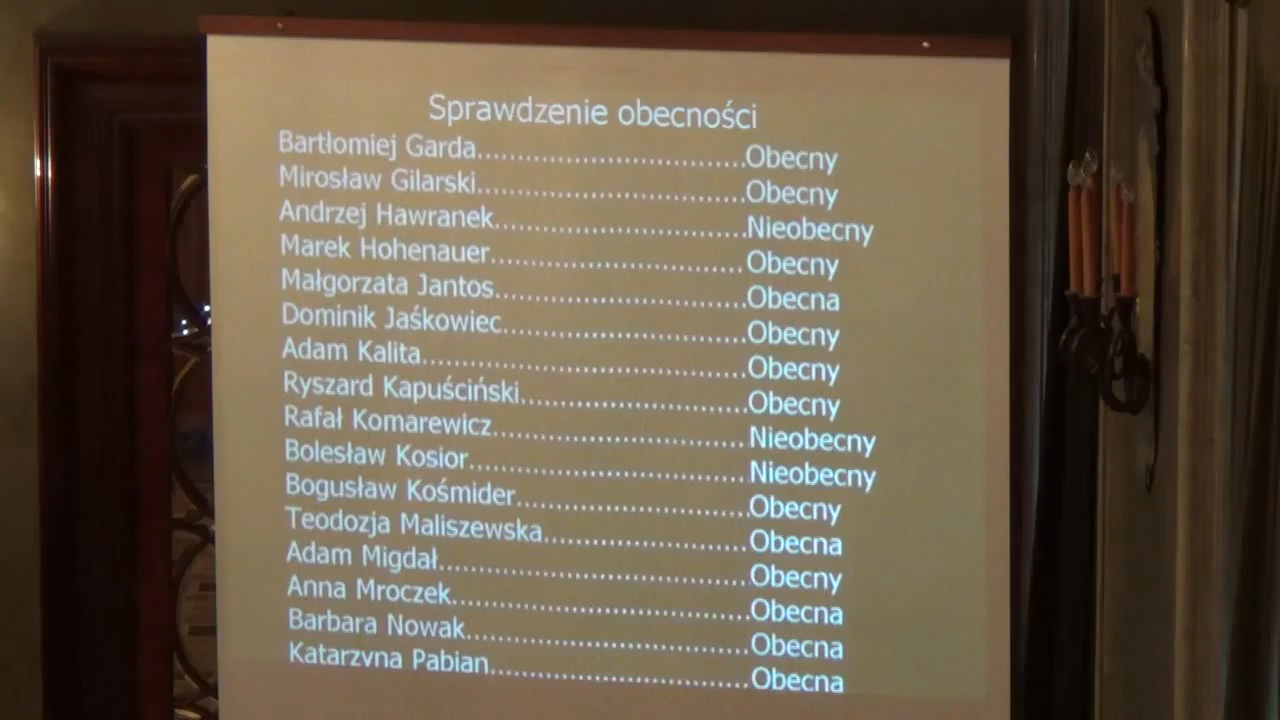 Sprawdzenie obecności
Bartłomiej Garda..............................Obecny
Mirosław Gilarski..............................Obecny
Andrzej Hawranek............................Nieobecny
Marek Hohenauer............................Obecny
Małgorzata Jantos............................Obecna
Dominik Jaśkowiec...........................Obecny
Adam Kalita....................................Obecny
Ryszard Kapuściński.........................Obecny
Rafał Komarewicz............................Nieobecny
Bolesław Kosior...............................Nieobecny
Bogusław Kośmider..........................Obecny
Teodozja Maliszewska.......................Obecna
Adam Migdał...................................Obecny
Anna Mroczek.................................Obecna
Barbara Nowak...............................Obecna
Katarzyna Pabian.............................Obecna